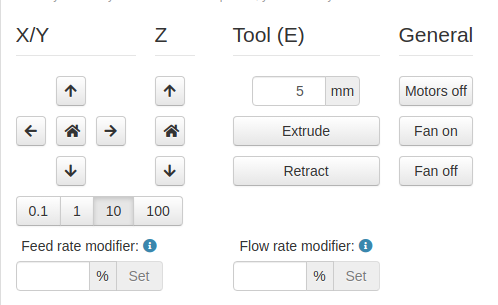 X/Y Z Tool (E) General
5 mm Motors off
Extrude Fan on
Retract Fan off
0.1 1 10 100
Feed rate modifier: Flow rate modifier:
% Set % Set